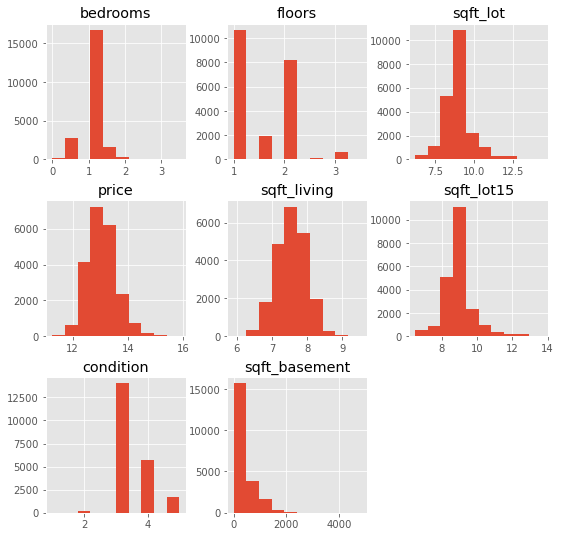 bedrooms
15000
10000
5000
0
0 1 2 3
floors
10000
8000
6000
4000
2000
0
1 2 3
sqft_lot
10000
8000
6000
4000
2000
0
7.5 10.0 12.5
price
6000
4000
2000
0
12 14 16
sqft_living
6000
4000
2000
0
6 7 8 9
sqft_lot15
10000
8000
6000
4000
2000
0
8 10 12 14
condition
12500
10000
7500
5000
2500
0
2 4
sqft_basement
15000
10000
5000
0
0 2000 4000